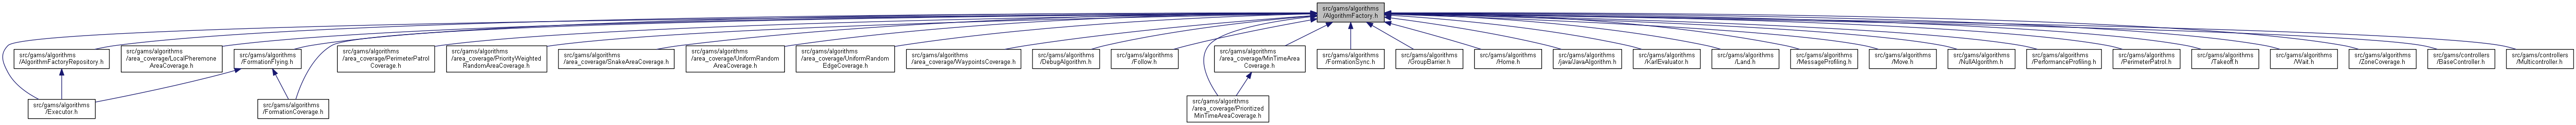 src/gams/algorithms
/AlgorithmFactory.h
src/gams/algorithms
/AlgorithmFactoryRepository.h
src/gams/algorithms
/area_coverage/LocalPheremone
AreaCoverage.h
src/gams/algorithms
/FormationFlying.h
src/gams/algorithms
/area_coverage/PerimeterPatrol
Coverage.h
src/gams/algorithms
/area_coverage/PriorityWeighted
RandomAreaCoverage.h
src/gams/algorithms
/area_coverage/SnakeAreaCoverage.h
src/gams/algorithms
/area_coverage/UniformRandom
AreaCoverage.h
src/gams/algorithms
/area_coverage/UniformRandom
EdgeCoverage.h
src/gams/algorithms
/area_coverage/WaypointsCoverage.h
src/gams/algorithms
/DebugAlgorithm.h
src/gams/algorithms
/Follow.h
src/gams/algorithms
/area_coverage/MinTimeArea
Coverage.h
src/gams/algorithms
/FormationSync.h
src/gams/algorithms
/GroupBarrier.h
src/gams/algorithms
/Home.h
src/gams/algorithms
/java/JavaAlgorithm.h
src/gams/algorithms
/KarlEvaluator.h
src/gams/algorithms
/Land.h
src/gams/algorithms
/MessageProfiling.h
src/gams/algorithms
/Move.h
src/gams/algorithms
/NullAlgorithm.h
src/gams/algorithms
/PerformanceProfiling.h
src/gams/algorithms
/PerimeterPatrol.h
src/gams/algorithms
/Takeoff.h
src/gams/algorithms
/Wait.h
src/gams/algorithms
/ZoneCoverage.h
src/gams/controllers
/BaseController.h
src/gams/controllers
/Multicontroller.h
src/gams/algorithms
/Executor.h
src/gams/algorithms
/FormationCoverage.h
src/gams/algorithms
/area_coverage/Prioritized
MinTimeAreaCoverage.h